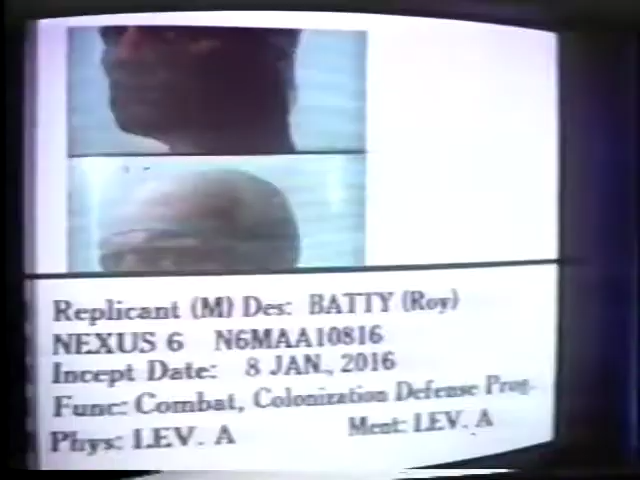 Replicant (M) Des: BATTY (Roy)
NEXUS 6 N6MAA10816
Incept Date: 8 JAN., 2016
Func: Combat, Colonization Defense Prog.
Phys: LEV. A Ment: LEV. A